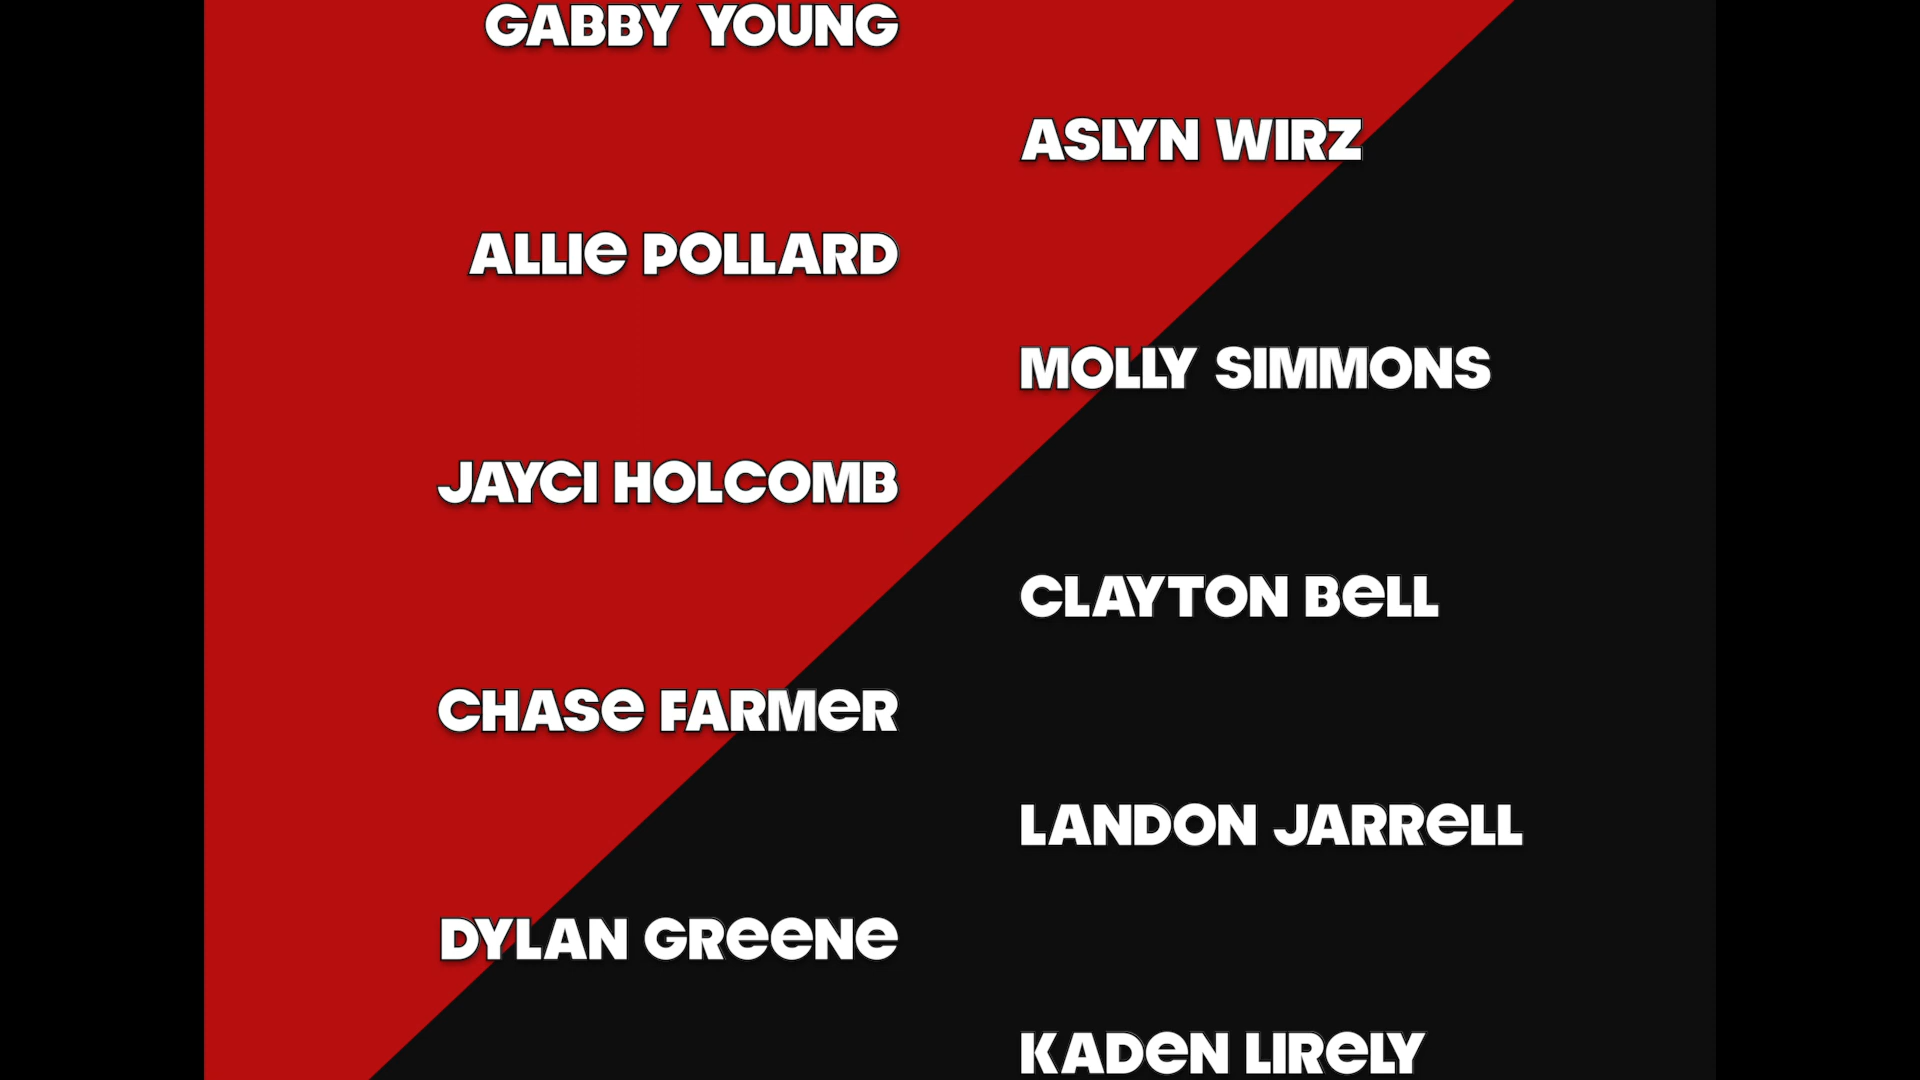 GABBY YOUNG
ASLYN WIRZ
ALLIe POLLARD
MOLLY SIMMONS
JAYCI HOLCOMB
CLAYTON BeLL
CHASe FARMeR
LANDON JARReLL
DYLAN GReeNe
KADeN LIReLY